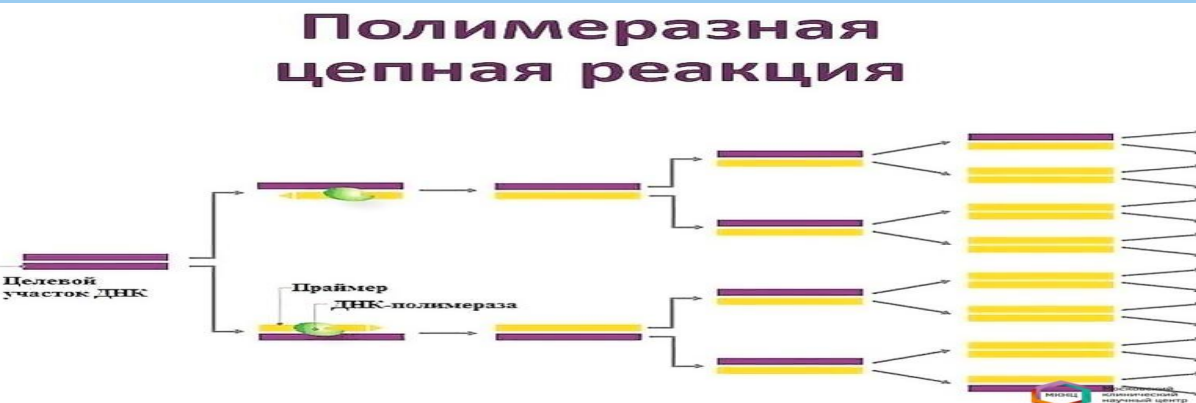 Полимеразная
цепная реакция
Целевой
участок ДНК
Праймер
ДНК-полимераза
МКНЦ
Московский
клинический
научный центр